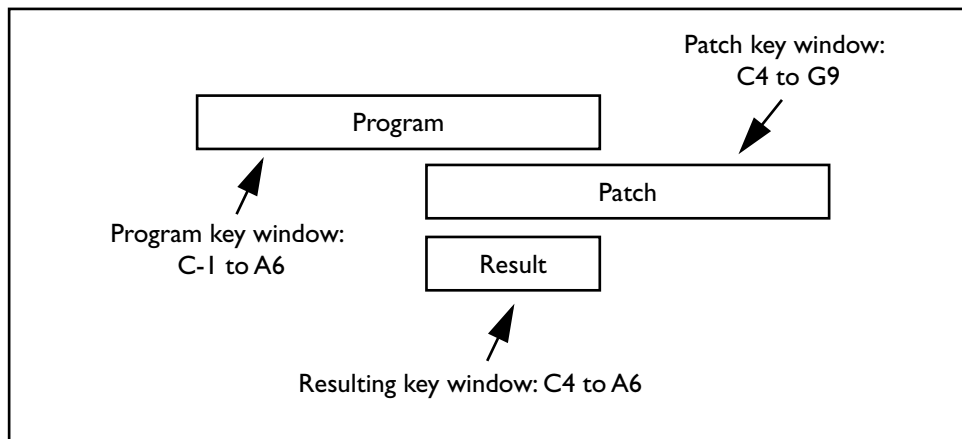 Patch key window:
C4 to G9
Program
Patch
Program key window:
C-1 to A6
Result
Resulting key window: C4 to A6